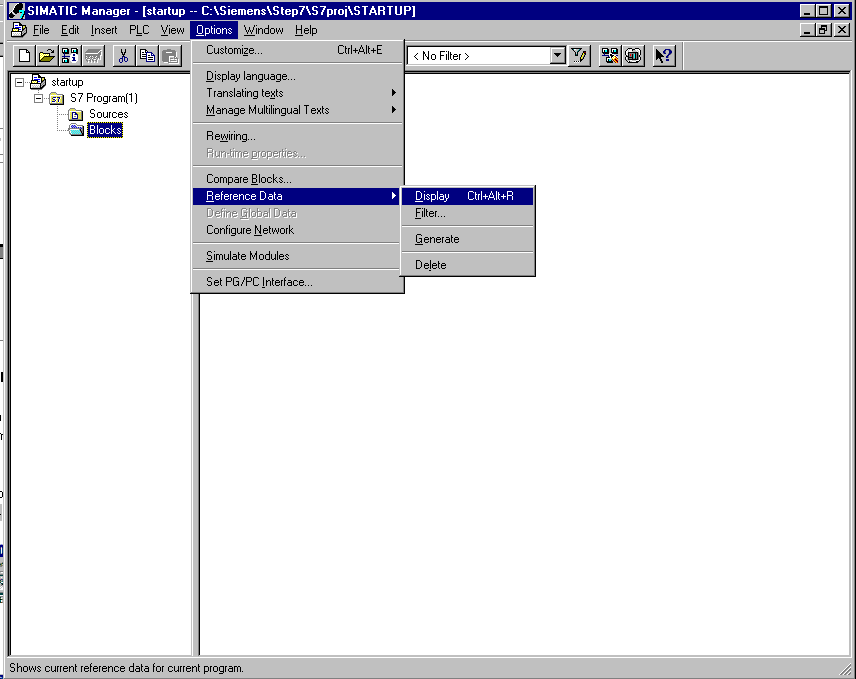 SIMATIC Manager - [startup -- C:\Siemens\Step7\S7proj\STARTUP]
File Edit Insert PLC View Options Window Help
< No Filter >
startup
S7 Program(1)
Sources
Blocks
Customize... Ctrl+Alt+E
Display language...
Translating texts
Manage Multilingual Texts
Rewiring...
Run-time properties...
Compare Blocks...
Reference Data
Define Global Data
Configure Network
Simulate Modules
Set PG/PC Interface...
Display Ctrl+Alt+R
Filter...
Generate
Delete
Shows current reference data for current program.